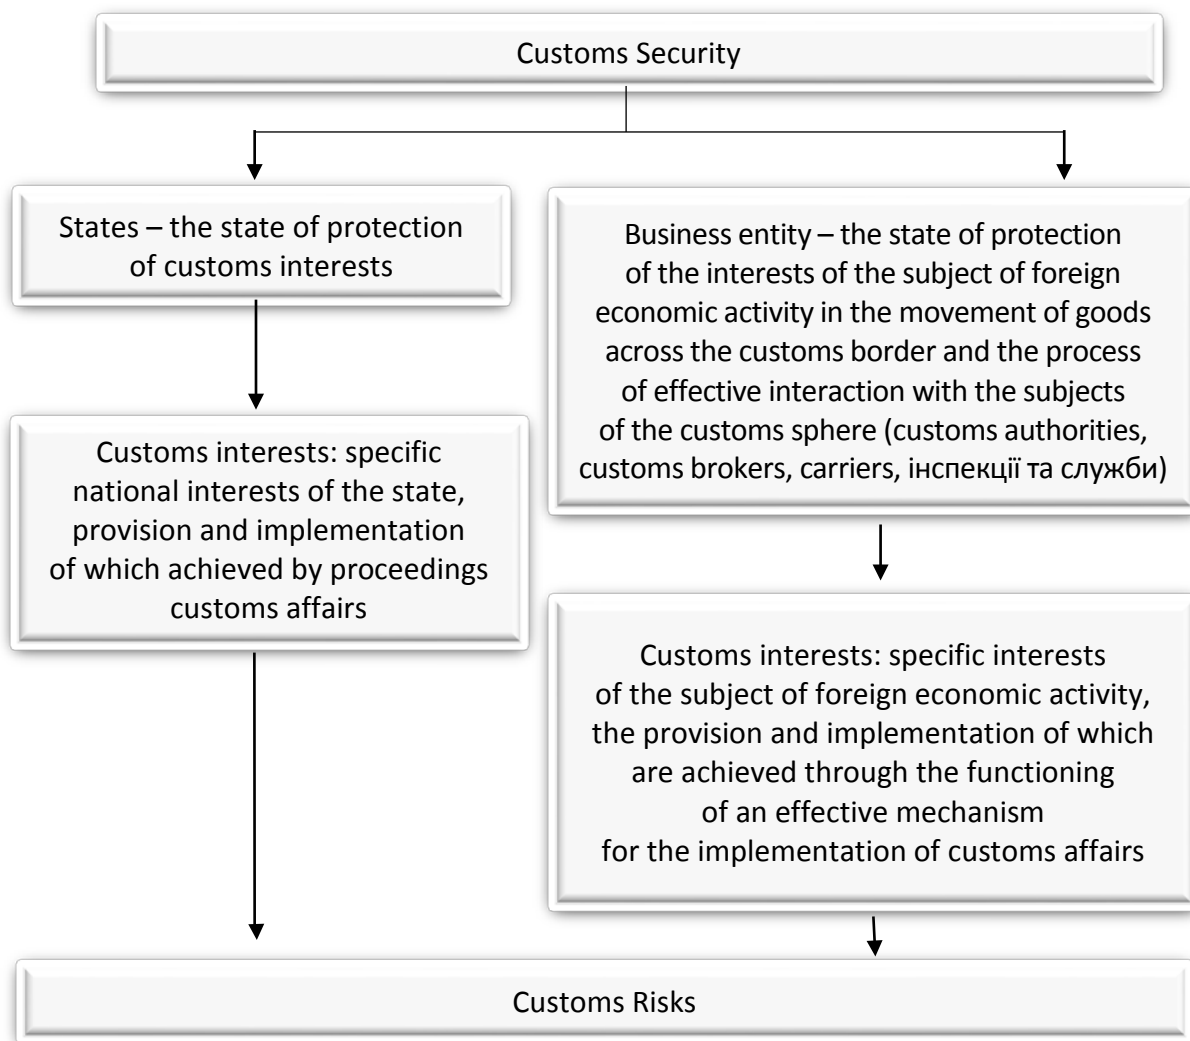 Customs Security
States – the state of protection
of customs interests
Customs interests: specific
national interests of the state,
provision and implementation
of which achieved by proceedings
customs affairs
Business entity – the state of protection
of the interests of the subject of foreign
economic activity in the movement of goods
across the customs border and the process
of effective interaction with the subjects
of the customs sphere (customs authorities,
customs brokers, carriers, інспекції та служби)
Customs interests: specific interests
of the subject of foreign economic activity,
the provision and implementation of which
are achieved through the functioning
of an effective mechanism
for the implementation of customs affairs
Customs Risks